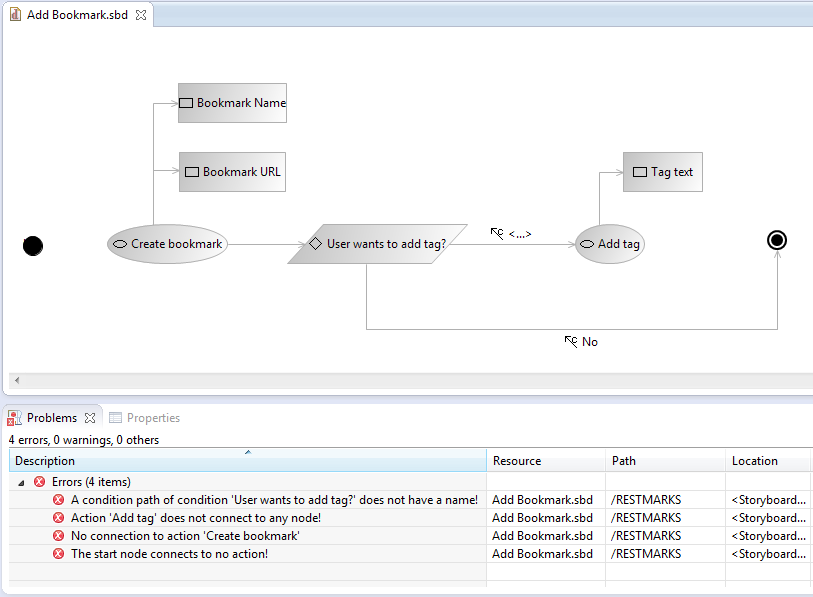 Add Bookmark.sbd
Bookmark Name
Bookmark URL
Tag text
Create bookmark
User wants to add tag?
<...>
Add tag
No
Problems
Properties
4 errors, 0 warnings, 0 others
Description Resource Path Location
Errors (4 items)
A condition path of condition 'User wants to add tag?' does not have a name! Add Bookmark.sbd /RESTMARKS <Storyboard...
Action 'Add tag' does not connect to any node! Add Bookmark.sbd /RESTMARKS <Storyboard...
No connection to action 'Create bookmark' Add Bookmark.sbd /RESTMARKS <Storyboard...
The start node connects to no action! Add Bookmark.sbd /RESTMARKS <Storyboard...